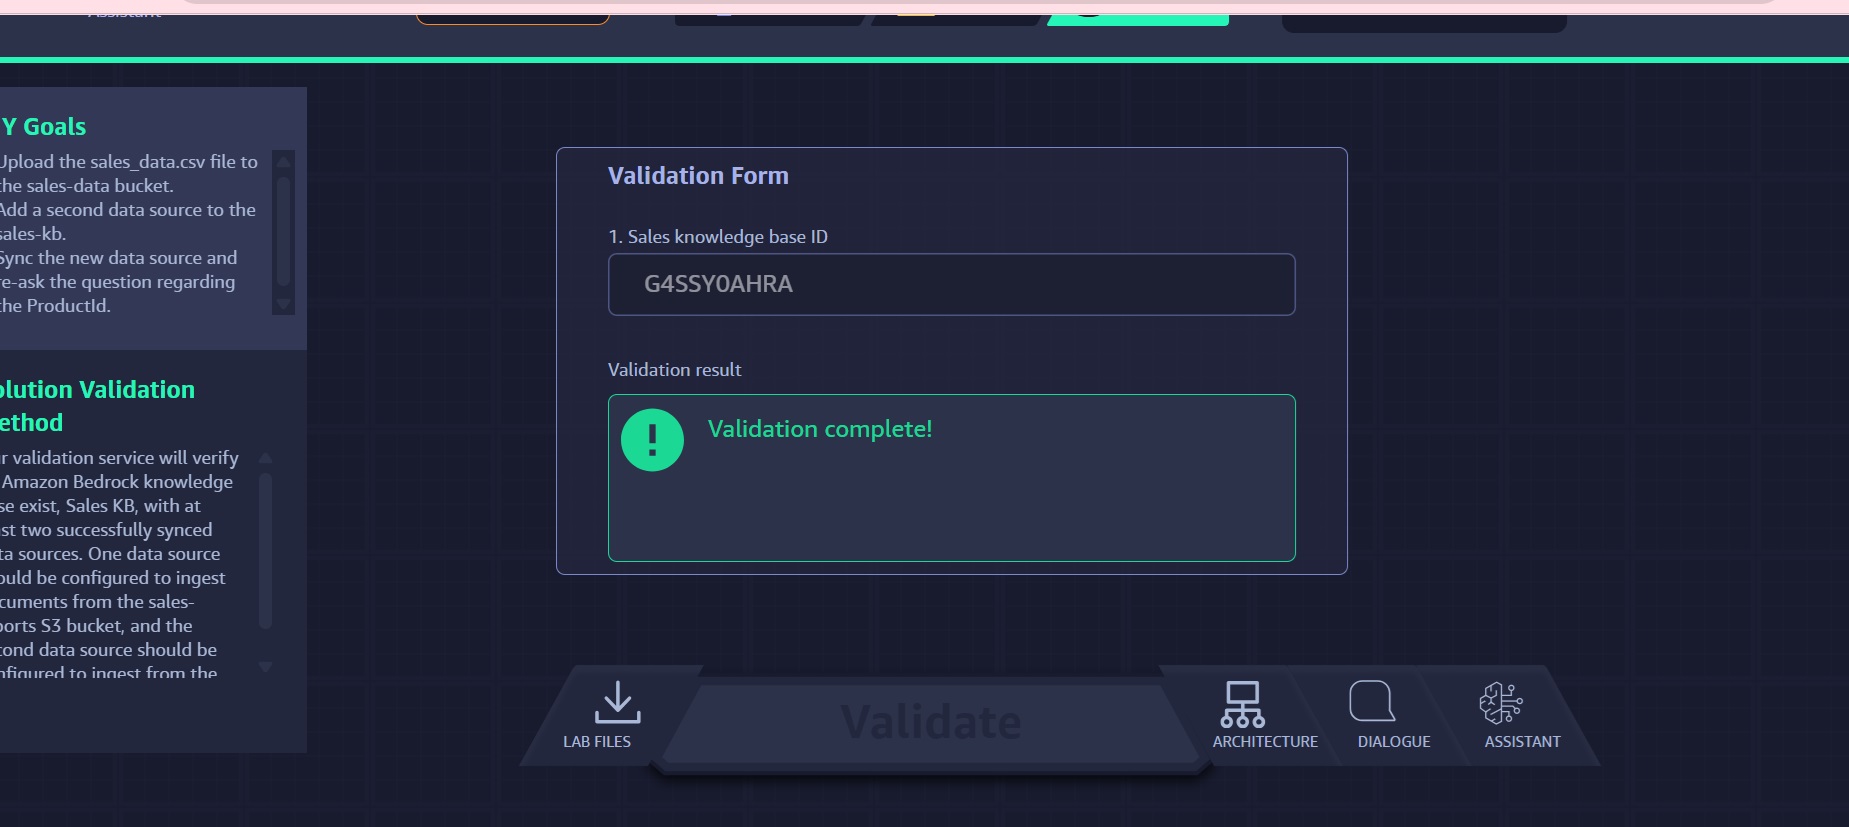 Assistant
Y Goals
Upload the sales_data.csv file to
the sales-data bucket.
Add a second data source to the
sales-kb.
Sync the new data source and
re-ask the question regarding
the ProductId.
olution Validation
ethod
r validation service will verify
Amazon Bedrock knowledge
se exist, Sales KB, with at
st two successfully synced
ta sources. One data source
ould be configured to ingest
cuments from the sales-
ports S3 bucket, and the
cond data source should be
nfigured to ingest from the
Validation Form
1. Sales knowledge base ID
G4SSY0AHRA
Validation result
Validation complete!
LAB FILES
Validate
ARCHITECTURE
DIALOGUE
ASSISTANT